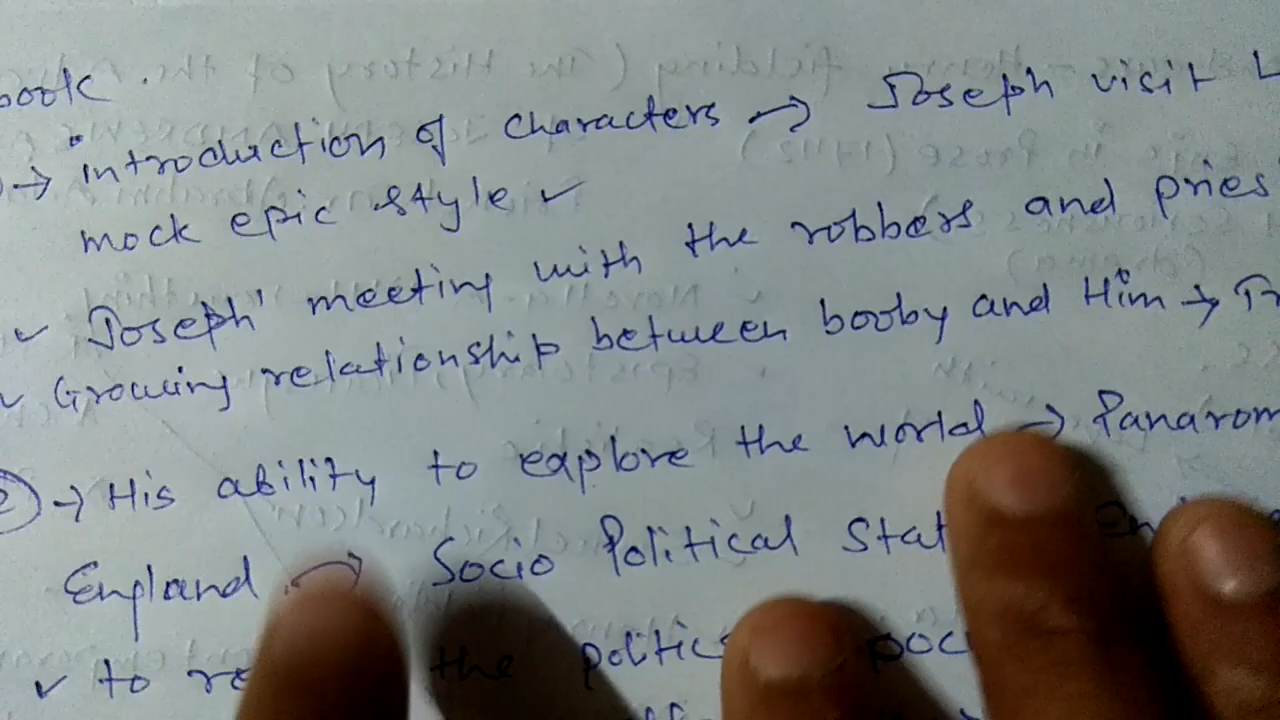 book.
→ introduction of characters → Joseph visit
mock epic style ✓
✓ Joseph' meeting with the robbers and pries
✓ Growing relationship between booby and Him →
→ His ability to explore the world → Panarom
England → Socio Political Stat
✓ to re the politic